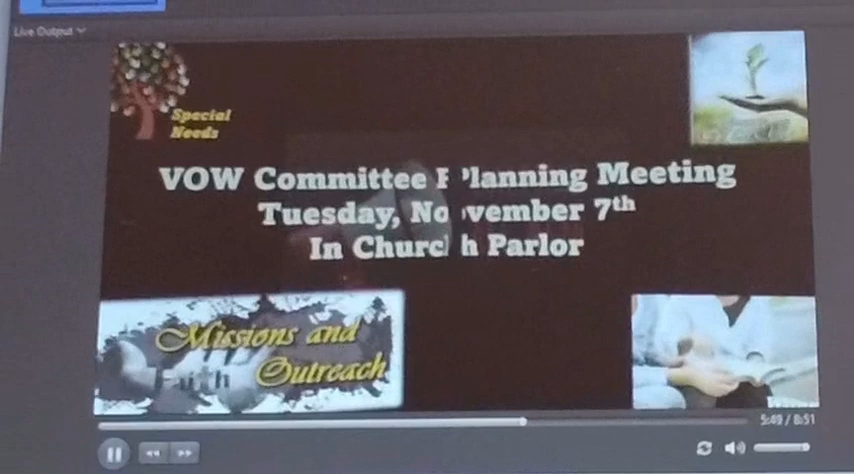 Live Output
Special
Needs
VOW Committee Planning Meeting
Tuesday, November 7th
In Church Parlor
Missions and
Faith Outreach
5:49 / 8:51